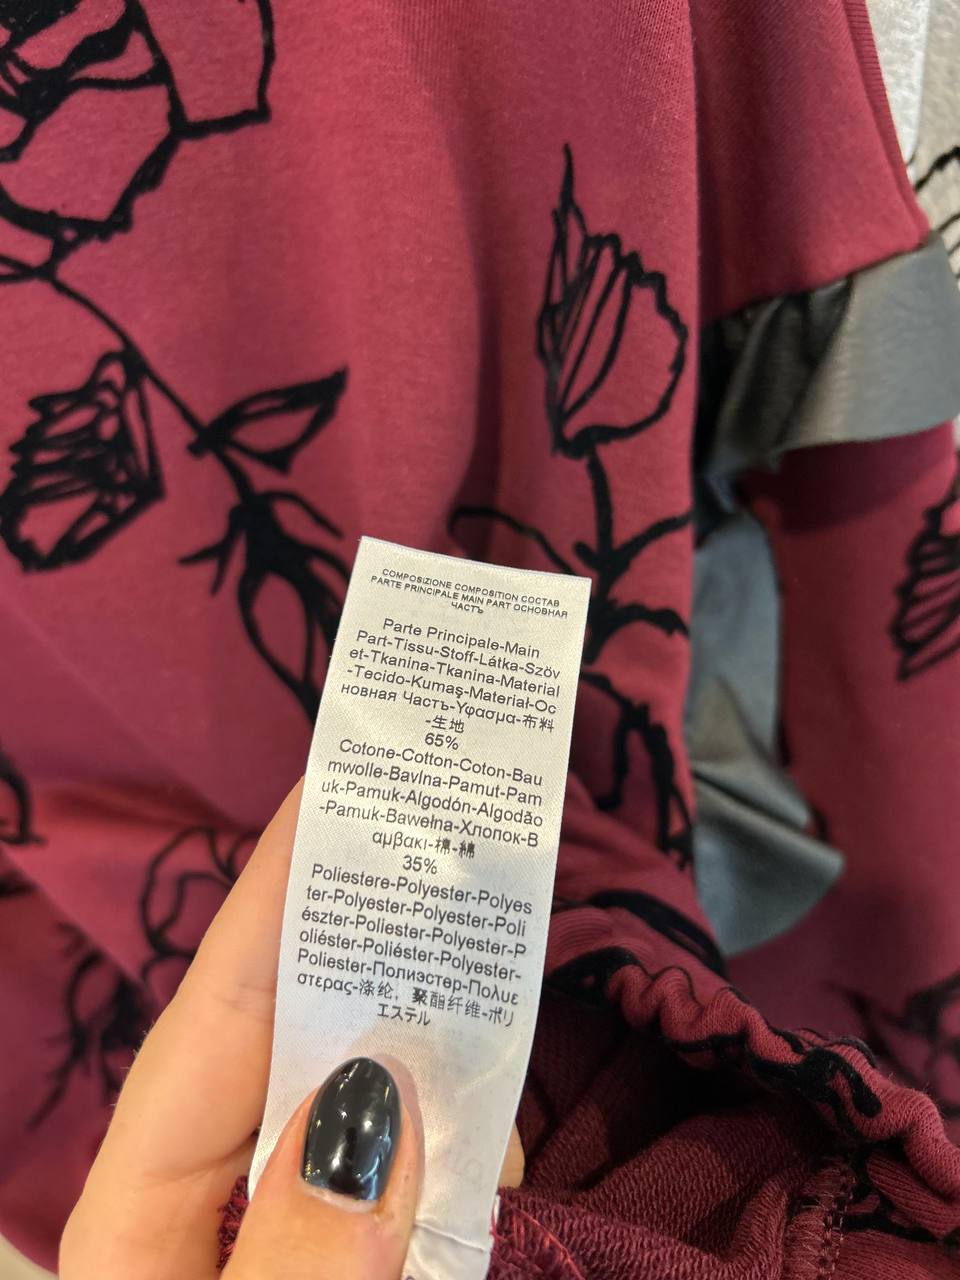 COMPOSIZIONE COMPOSITION СОСТАВ
PARTE PRINCIPALE MAIN PART ОСНОВНАЯ
ЧАСТЪ
Parte Principale-Main
Part-Tissu-Stoff-Látka-Szöv
et-Tkanina-Tkanina-Material
-Tecido-Kumaş-Material-Ос
новная Частъ-Υφασμα-布料
-生地
65%
Cotone-Cotton-Coton-Bau
mwolle-Bavlna-Pamut-Pam
uk-Pamuk-Algodón-Algodão
-Pamuk-Bawełna-Хлопок-Β
αμβακι-棉-綿
35%
Poliestere-Polyester-Polyes
ter-Polyester-Polyester-Poli
észter-Poliester-Polyester-P
oliéster-Poliéster-Polyester-
Poliester-Полиэстер-Πολυε
στερας-涤纶，聚酯纤维-ポリ
エステル